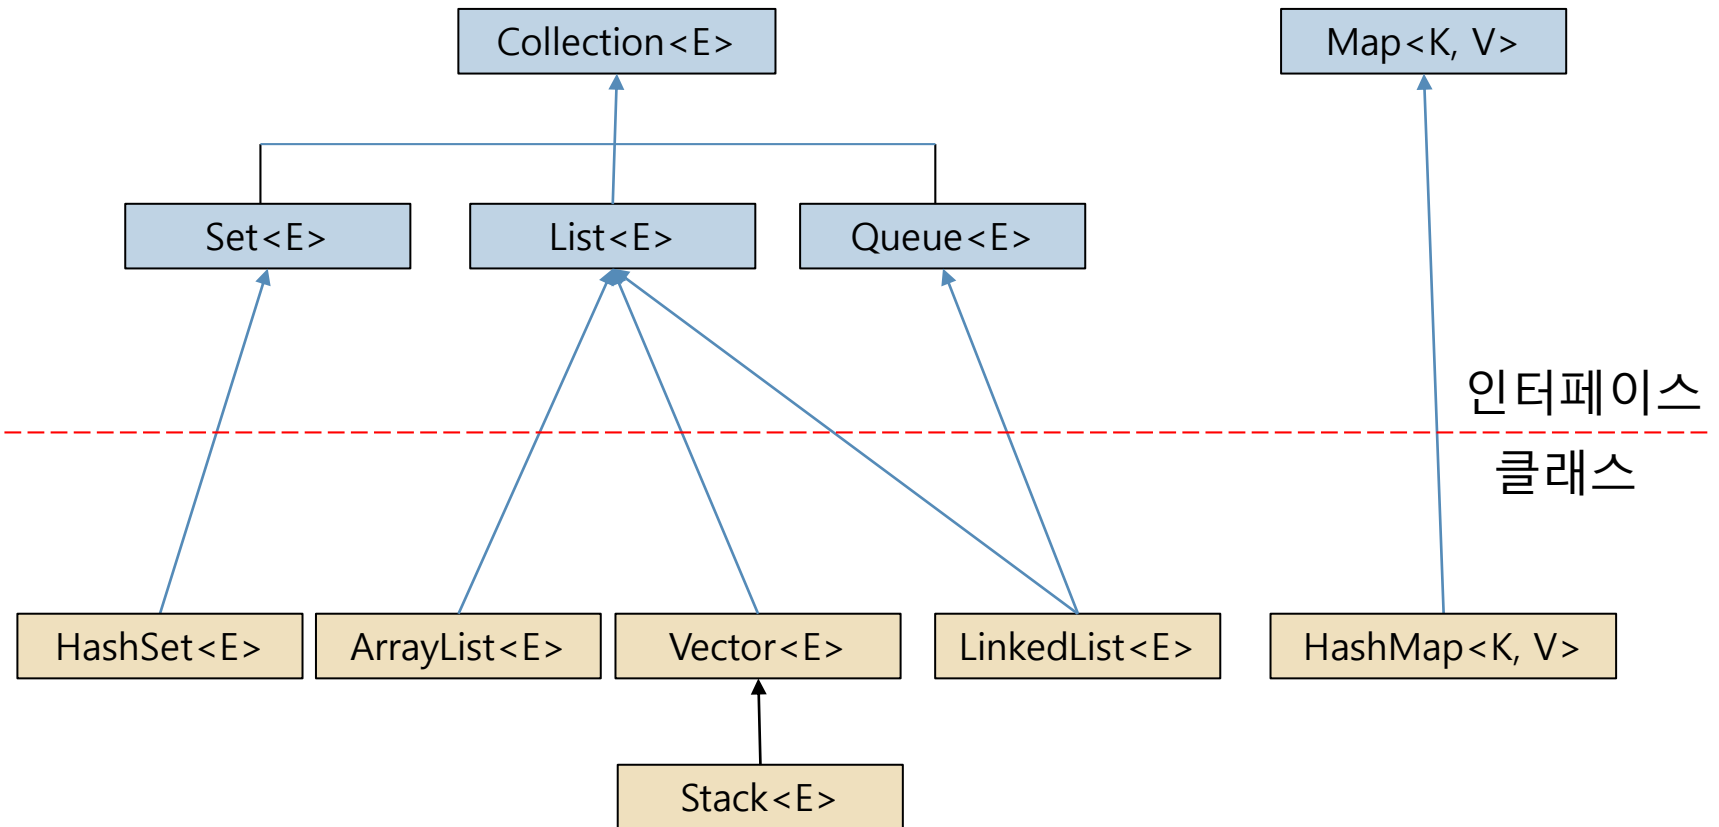 Collection<E>
Map<K, V>
Set<E>
List<E>
Queue<E>
인터페이스
클래스
HashSet<E>
ArrayList<E>
Vector<E>
LinkedList<E>
HashMap<K, V>
Stack<E>